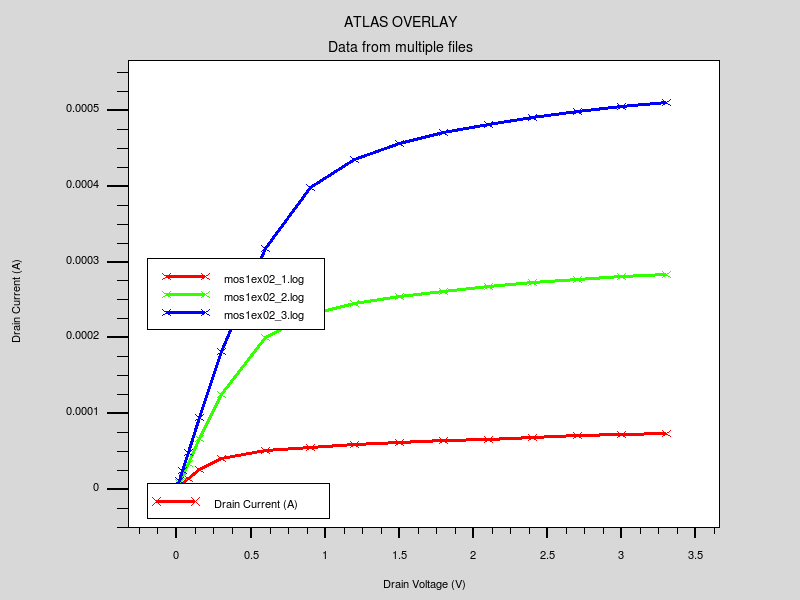 ATLAS OVERLAY
Data from multiple files
Drain Current (A)
0.0005
0.0004
0.0003
0.0002
0.0001
0
mos1ex02_1.log
mos1ex02_2.log
mos1ex02_3.log
Drain Current (A)
0 0.5 1 1.5 2 2.5 3 3.5
Drain Voltage (V)